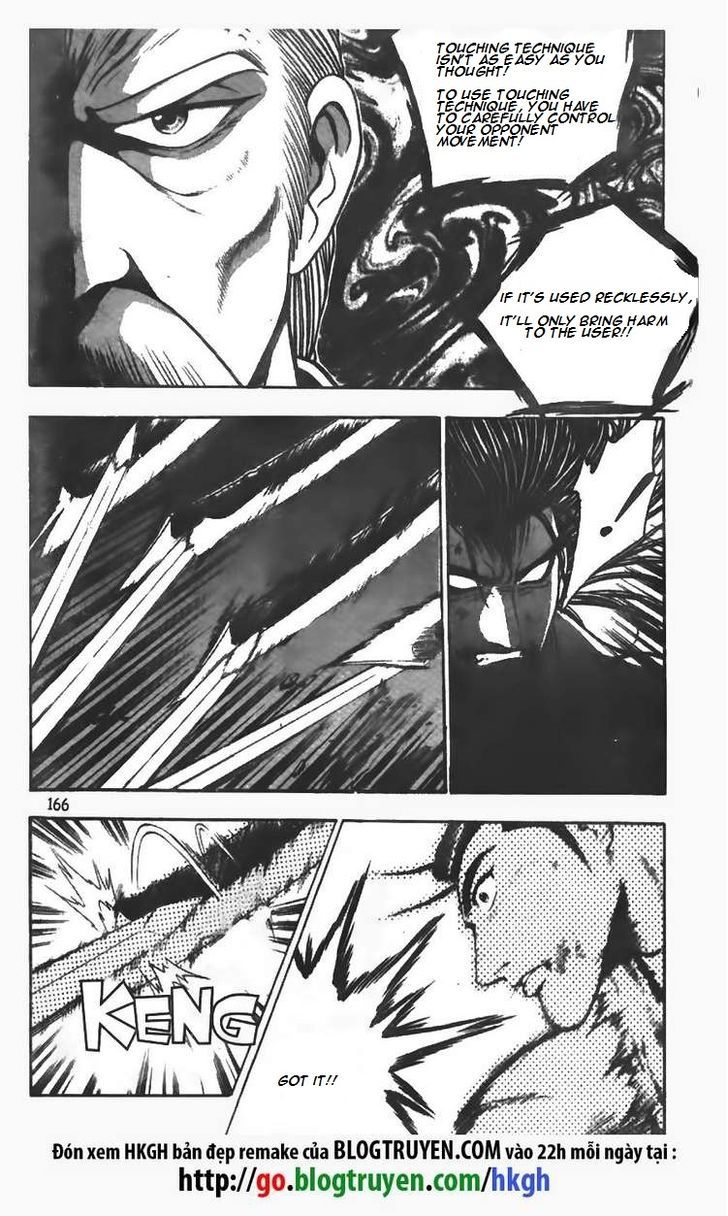 TOUCHING TECHNIQUE
ISN'T AS EASY AS YOU
THOUGHT!
TO USE TOUCHING
TECHNIQUE, YOU HAVE
TO CAREFULLY CONTROL
YOUR OPPONENT
MOVEMENT!
IF IT'S USED RECKLESSLY,
IT'LL ONLY BRING HARM
TO THE USER!!
!
166
KENG
GOT IT!!
Đón xem HKGH bản đẹp remake của BLOGTRUYEN.COM vào 22h mỗi ngày tại :
http://go.blogtruyen.com/hkgh